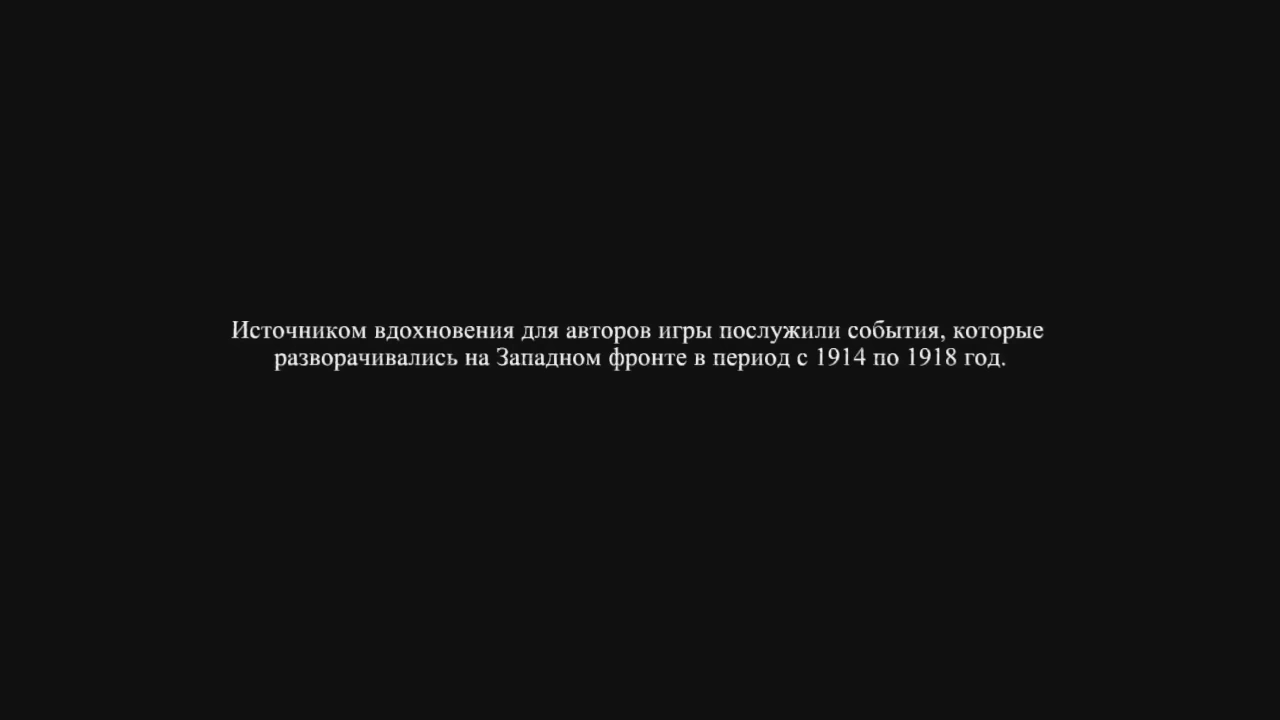 Источником вдохновения для авторов игры послужили события, которые
разворачивались на Западном фронте в период с 1914 по 1918 год.